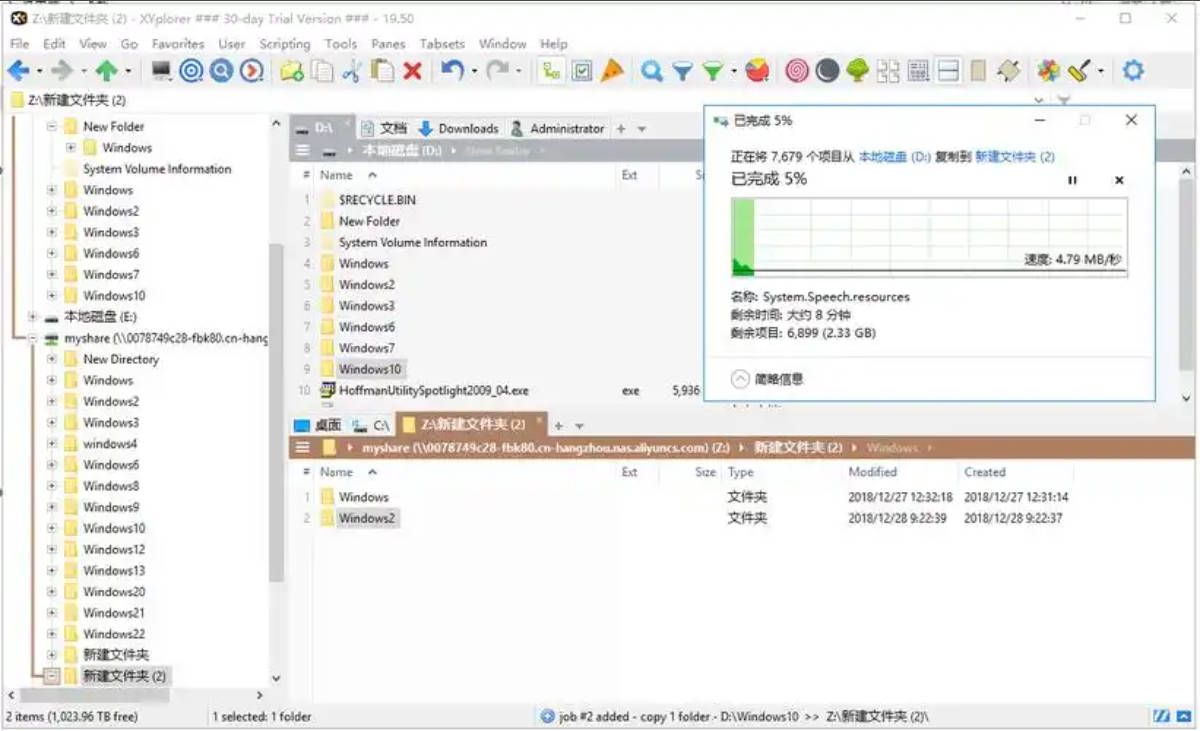 Z:\新建文件夹 (2) - XYplorer ### 30-day Trial Version ### - 19.50
File Edit View Go Favorites User Scripting Tools Panes Tabsets Window Help
Z:\新建文件夹 (2)
New Folder
Windows
System Volume Information
Windows
Windows2
Windows3
Windows6
Windows7
Windows10
本地磁盘 (E:)
myshare (\\0078749c28-fbk80.cn-hang
New Directory
Windows
Windows2
Windows3
windows4
Windows6
Windows8
Windows9
Windows10
Windows12
Windows13
Windows20
Windows21
Windows22
新建文件夹
新建文件夹 (2)
D:\ 文档 Downloads Administrator
本地磁盘 (D:)
# Name Ext
1 $RECYCLE.BIN
2 New Folder
3 System Volume Information
4 Windows
5 Windows2
6 Windows3
7 Windows6
8 Windows7
9 Windows10
10 HoffmanUtilitySpotlight2009_04.exe exe 5,936
已完成 5%
正在将 7,679 个项目从 本地磁盘 (D:) 复制到 新建文件夹 (2)
已完成 5%
速度: 4.79 MB/秒
名称: System.Speech.resources
剩余时间: 大约 8 分钟
剩余项目: 6,899 (2.33 GB)
简略信息
桌面 C:\ Z:\新建文件夹 (2)
myshare (\\0078749c28-fbk80.cn-hangzhou.nas.aliyuncs.com) (Z:) 新建文件夹 (2) Windows
# Name Ext Size Type Modified Created
1 Windows 文件夹 2018/12/27 12:32:18 2018/12/27 12:31:14
2 Windows2 文件夹 2018/12/28 9:22:39 2018/12/28 9:22:37
2 items (1,023.96 TB free) 1 selected: 1 folder job #2 added - copy 1 folder - D:\Windows10 >> Z:\新建文件夹 (2)\